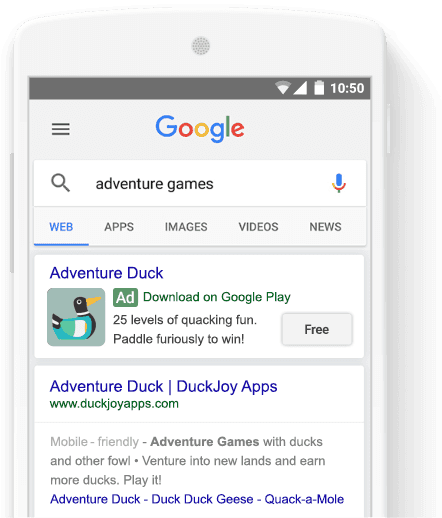 10:50
Google
adventure games
WEB APPS IMAGES VIDEOS NEWS
Adventure Duck
Ad Download on Google Play
25 levels of quacking fun.
Paddle furiously to win!
Free
Adventure Duck | DuckJoy Apps
www.duckjoyapps.com
Mobile - friendly - Adventure Games with ducks
and other fowl • Venture into new lands and earn
more ducks. Play it!
Adventure Duck - Duck Duck Geese - Quack-a-Mole